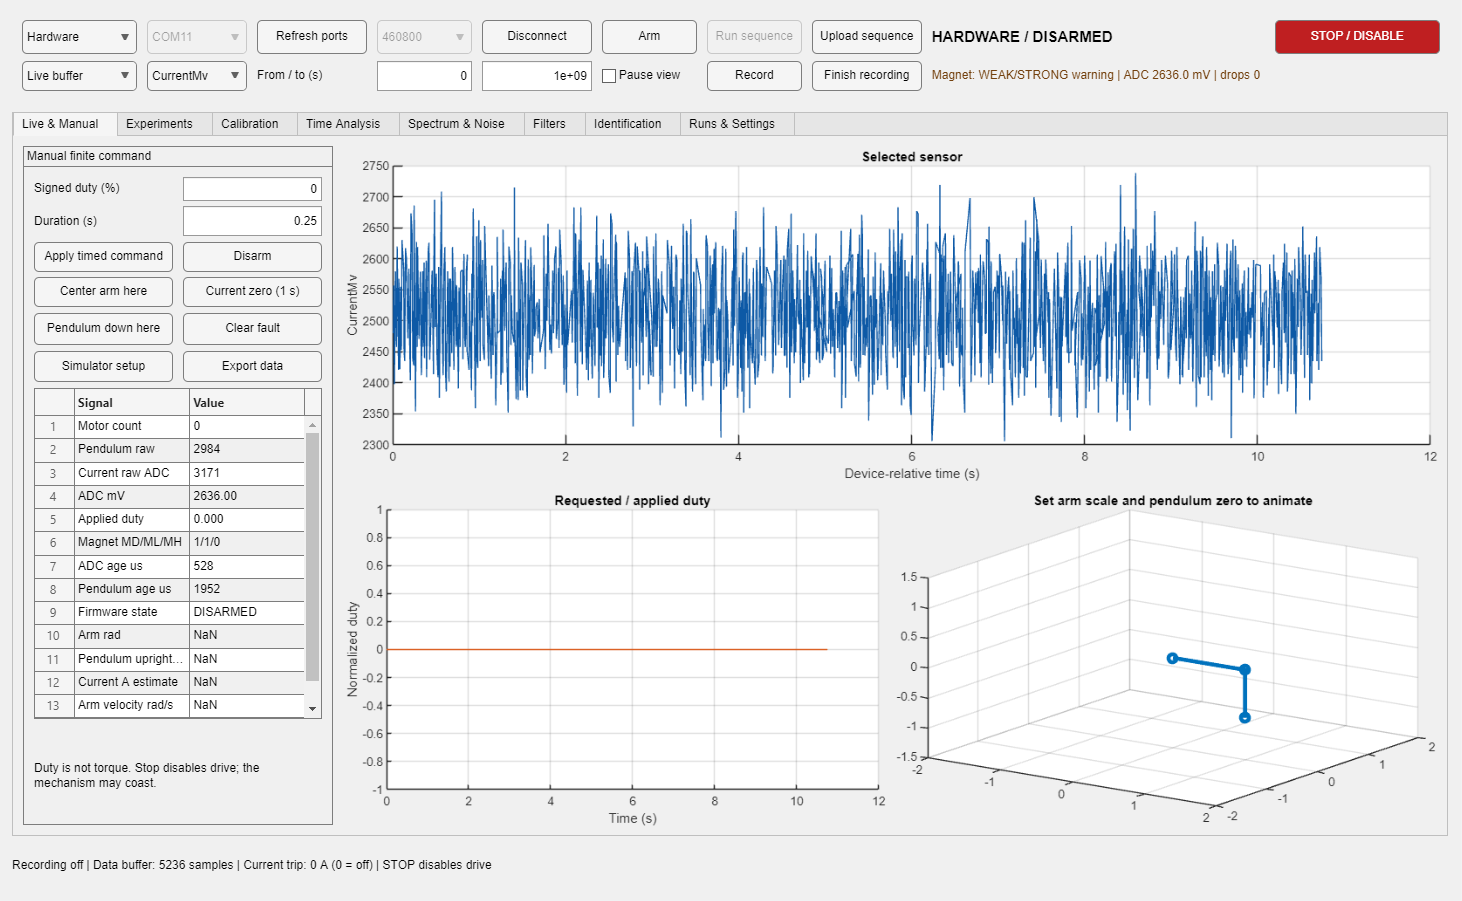 Hardware COM11 Refresh ports 460800 Disconnect Arm Run sequence Upload sequence HARDWARE / DISARMED STOP / DISABLE
Live buffer CurrentMv From / to (s) 0 1e+09 Pause view Record Finish recording Magnet: WEAK/STRONG warning | ADC 2636.0 mV | drops 0
Live & Manual Experiments Calibration Time Analysis Spectrum & Noise Filters Identification Runs & Settings
Manual finite command
Signed duty (%) 0
Duration (s) 0.25
Apply timed command Disarm
Center arm here Current zero (1 s)
Pendulum down here Clear fault
Simulator setup Export data
Signal Value
1 Motor count 0
2 Pendulum raw 2984
3 Current raw ADC 3171
4 ADC mV 2636.00
5 Applied duty 0.000
6 Magnet MD/ML/MH 1/1/0
7 ADC age us 528
8 Pendulum age us 1952
9 Firmware state DISARMED
10 Arm rad NaN
11 Pendulum upright... NaN
12 Current A estimate NaN
13 Arm velocity rad/s NaN
Duty is not torque. Stop disables drive; the
mechanism may coast.
Selected sensor
2750
2700
2650
2600
2550
2500
2450
2400
2350
2300
CurrentMv
0 2 4 6 8 10 12
Device-relative time (s)
Requested / applied duty
1
0.8
0.6
0.4
0.2
0
-0.2
-0.4
-0.6
-0.8
-1
Normalized duty
0 2 4 6 8 10 12
Time (s)
Set arm scale and pendulum zero to animate
1.5
1
0.5
0
-0.5
-1
-1.5
-2 -1 0 1 2
-2 -1 0 1 2
Recording off | Data buffer: 5236 samples | Current trip: 0 A (0 = off) | STOP disables drive